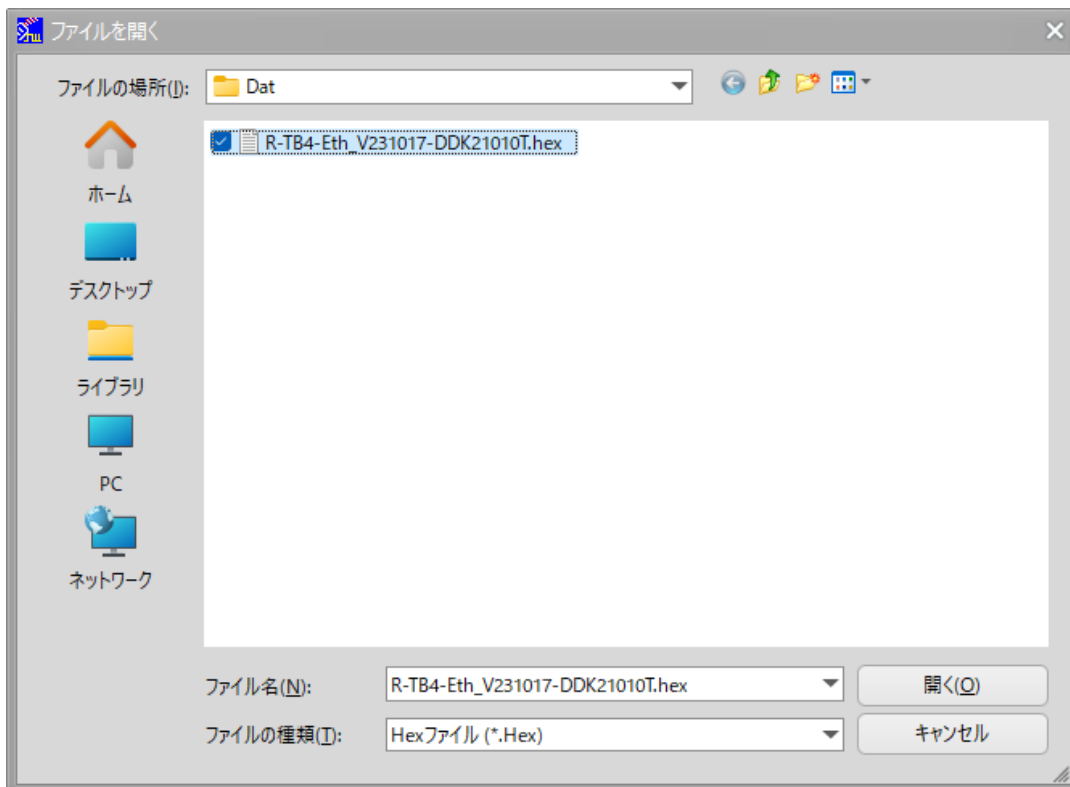 ファイルを開く
ファイルの場所(I):
Dat
R-TB4-Eth_V231017-DDK21010T.hex
ホーム
デスクトップ
ライブラリ
PC
ネットワーク
ファイル名(N):
R-TB4-Eth_V231017-DDK21010T.hex
開く(O)
ファイルの種類(T):
Hexファイル (*.Hex)
キャンセル